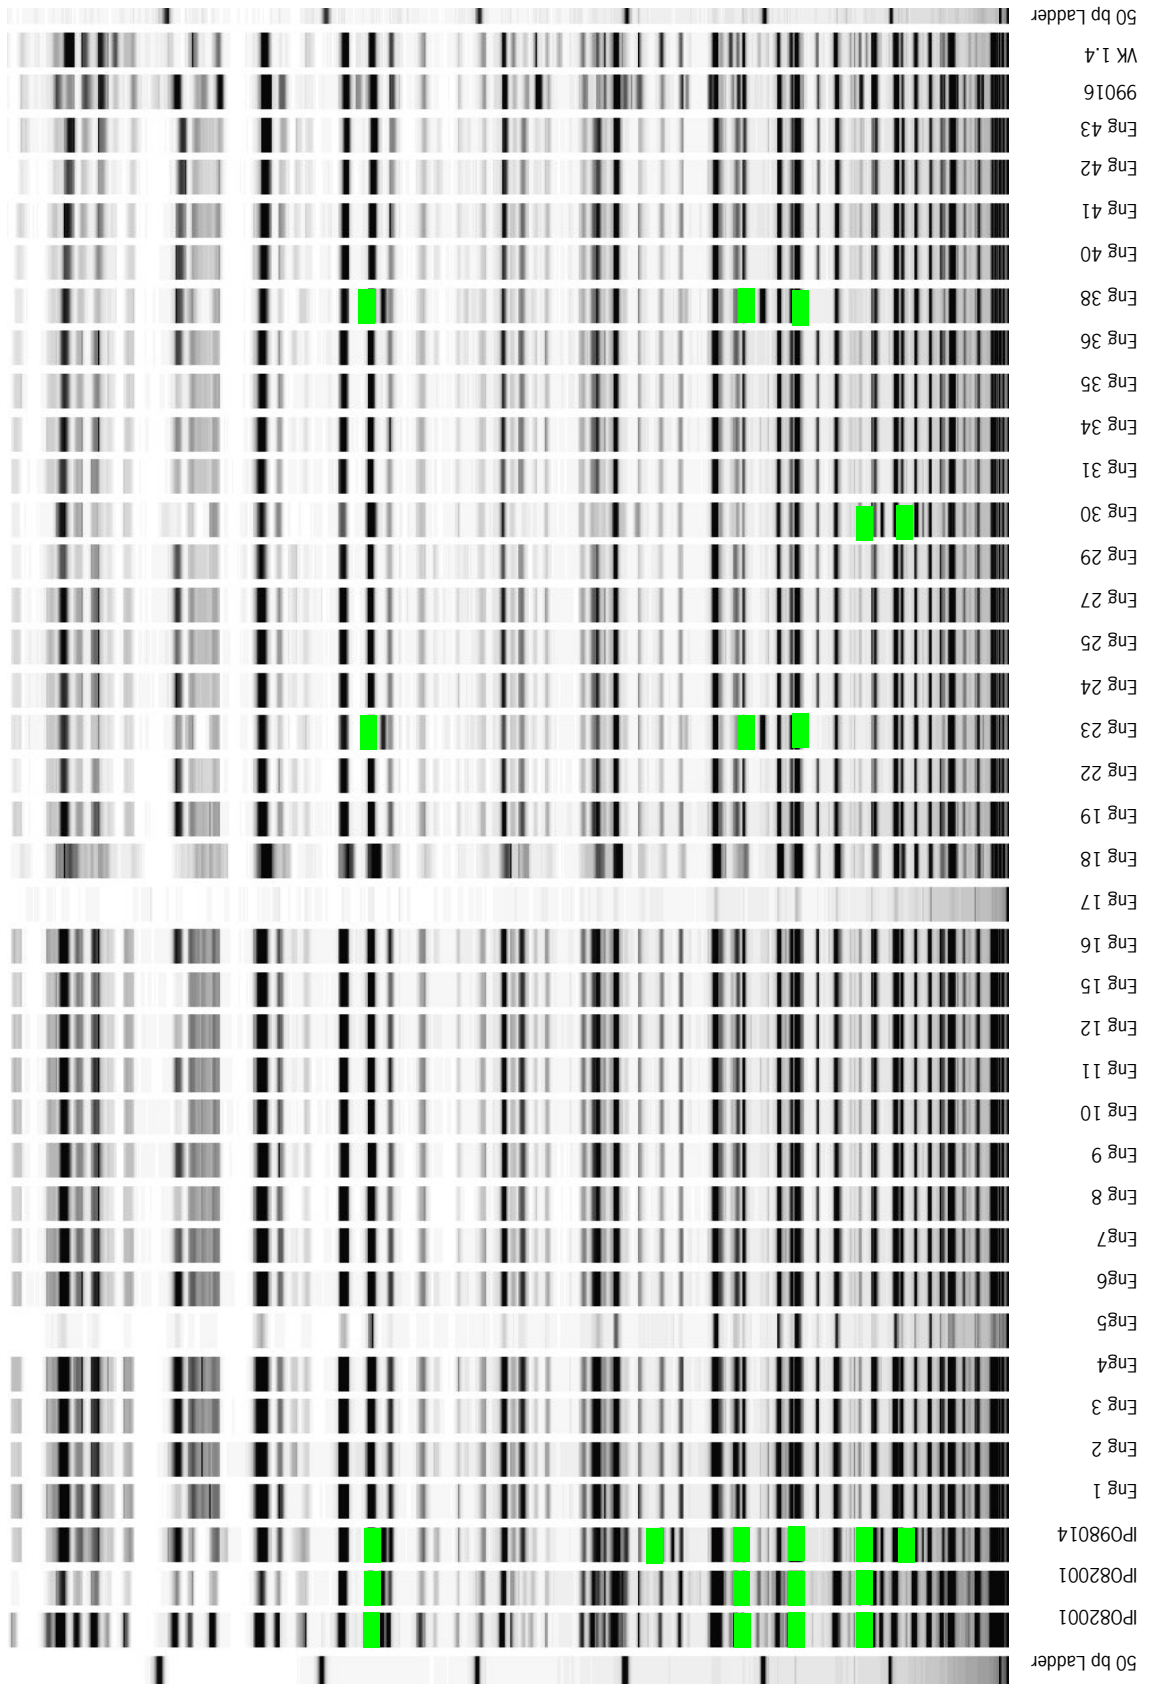 50 bp Ladder
IPO82001
IPO82001
IPO98014
Eng 1
Eng 2
Eng 3
Eng4
Eng5
Eng6
Eng7
Eng 8
Eng 9
Eng 10
Eng 11
Eng 12
Eng 15
Eng 16
Eng 17
Eng 18
Eng 19
Eng 22
Eng 23
Eng 24
Eng 25
Eng 27
Eng 29
Eng 30
Eng 31
Eng 34
Eng 35
Eng 36
Eng 38
Eng 40
Eng 41
Eng 42
Eng 43
99016
VK 1.4
50 bp Ladder